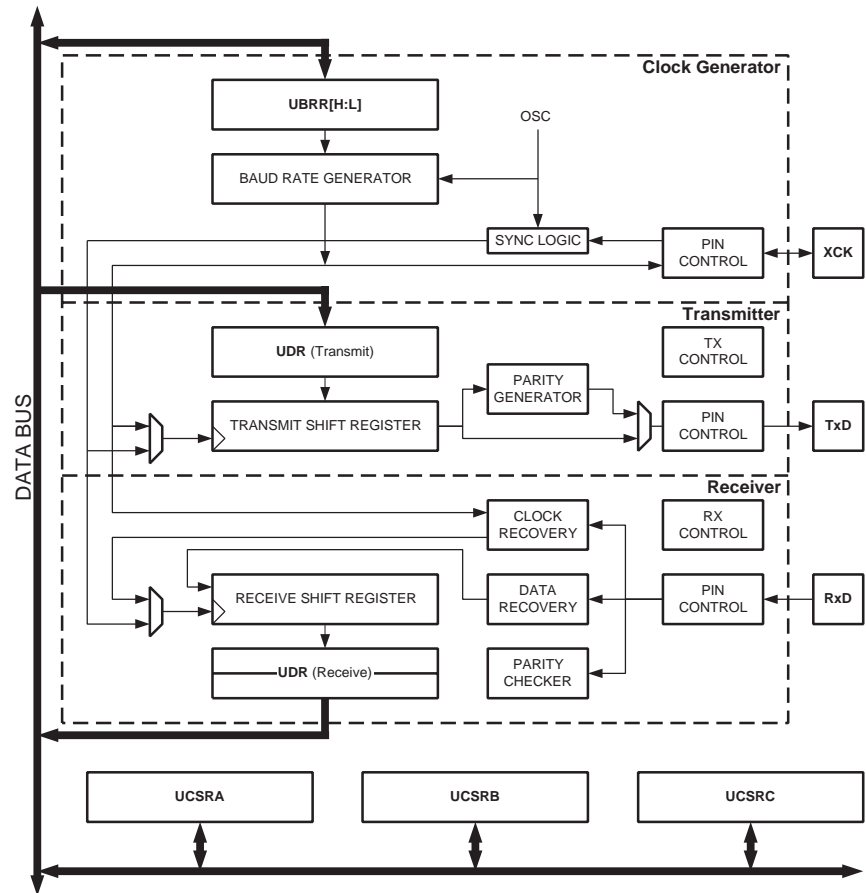 Clock Generator
UBRR[H:L]
OSC
BAUD RATE GENERATOR
SYNC LOGIC
PIN
CONTROL
XCK
Transmitter
UDR (Transmit)
TX
CONTROL
PARITY
GENERATOR
TRANSMIT SHIFT REGISTER
PIN
CONTROL
TxD
DATA BUS
Receiver
CLOCK
RECOVERY
RX
CONTROL
RECEIVE SHIFT REGISTER
DATA
RECOVERY
PIN
CONTROL
RxD
UDR (Receive)
PARITY
CHECKER
UCSRA
UCSRB
UCSRC